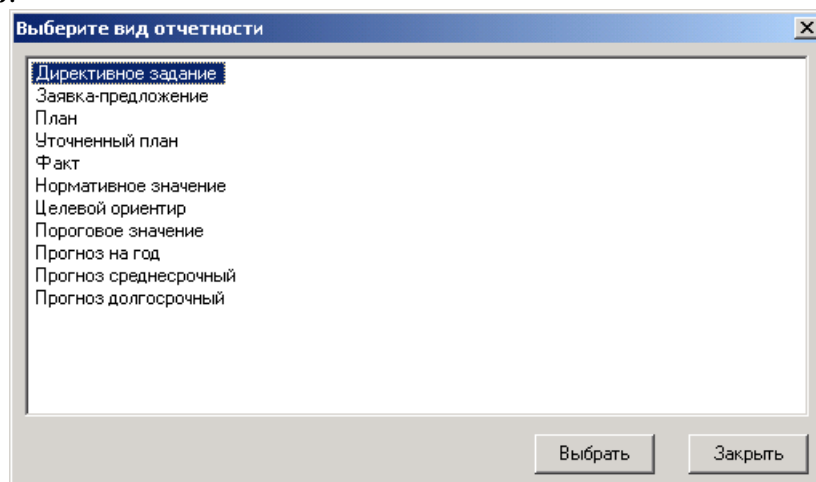 Выберите вид отчетности
Директивное задание
Заявка-предложение
План
Уточненный план
Факт
Нормативное значение
Целевой ориентир
Пороговое значение
Прогноз на год
Прогноз среднесрочный
Прогноз долгосрочный
Выбрать
Закрыть